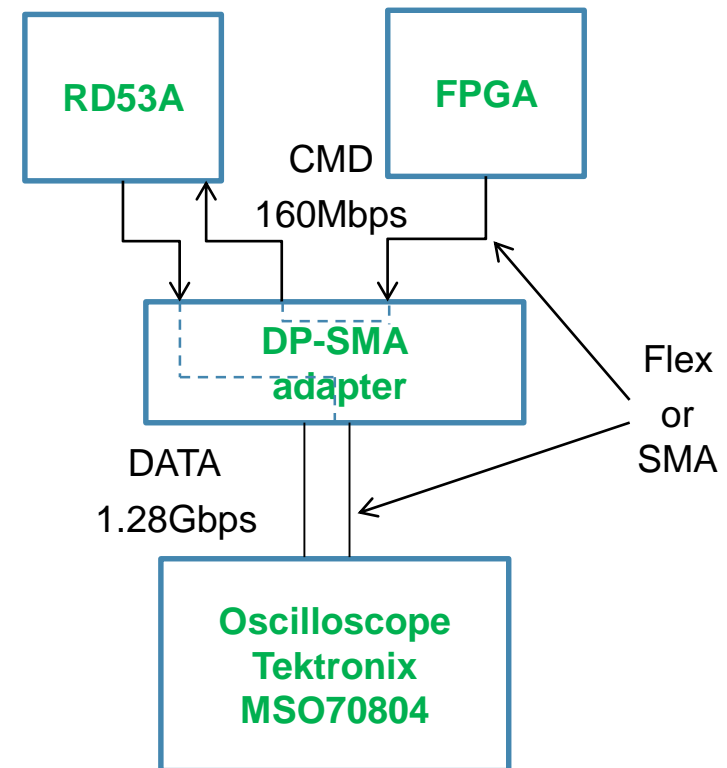 RD53A
FPGA
CMD
160Mbps
DP-SMA
adapter
Flex
or
SMA
DATA
1.28Gbps
Oscilloscope
Tektronix
MSO70804